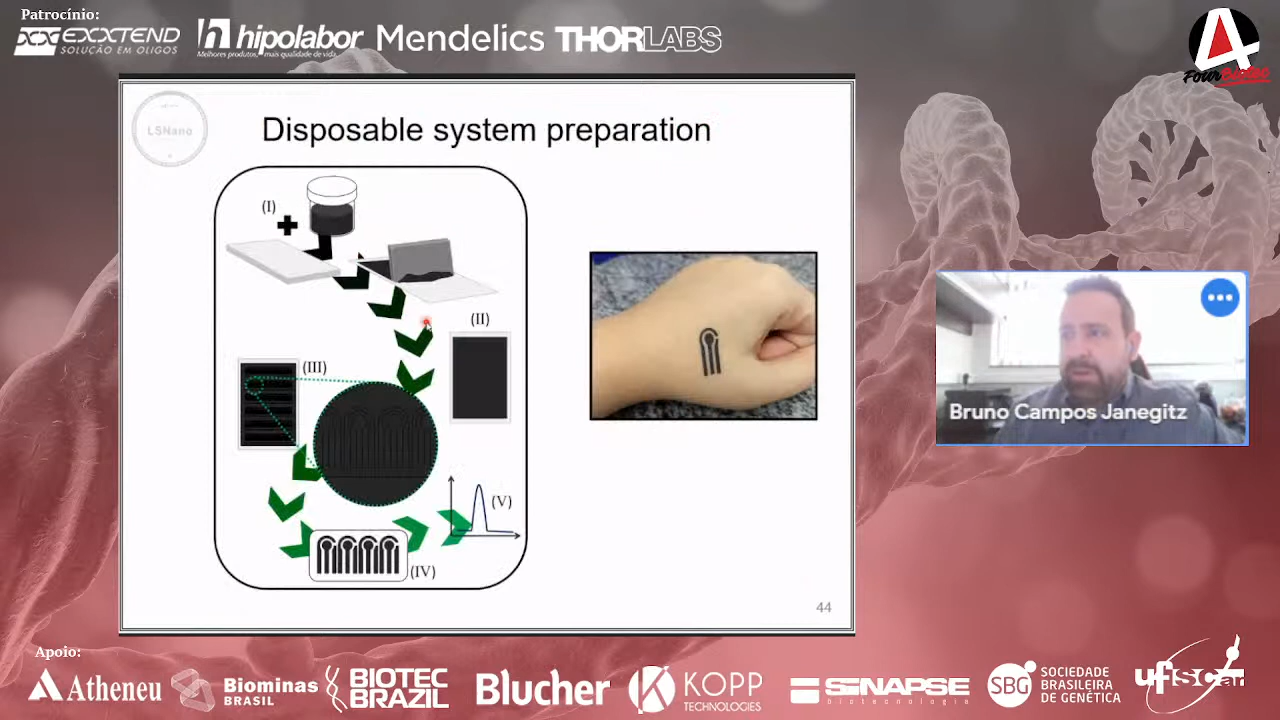 Patrocínio:
EXXTEND
SOLUÇÃO EM OLIGOS
hipolabor
Melhores produtos, mais qualidade de vida.
Mendelics
THORLABS
FourBiotec
LSNano
Disposable system preparation
(I)
(II)
(III)
(V)
(IV)
44
Bruno Campos Janegitz
Apoio:
Atheneu
Biominas
BRASIL
BIOTEC
BRAZIL
Blucher
KOPP
TECHNOLOGIES
SINAPSE
biotecnologia
SBG
SOCIEDADE
BRASILEIRA
DE GENÉTICA
ufscar